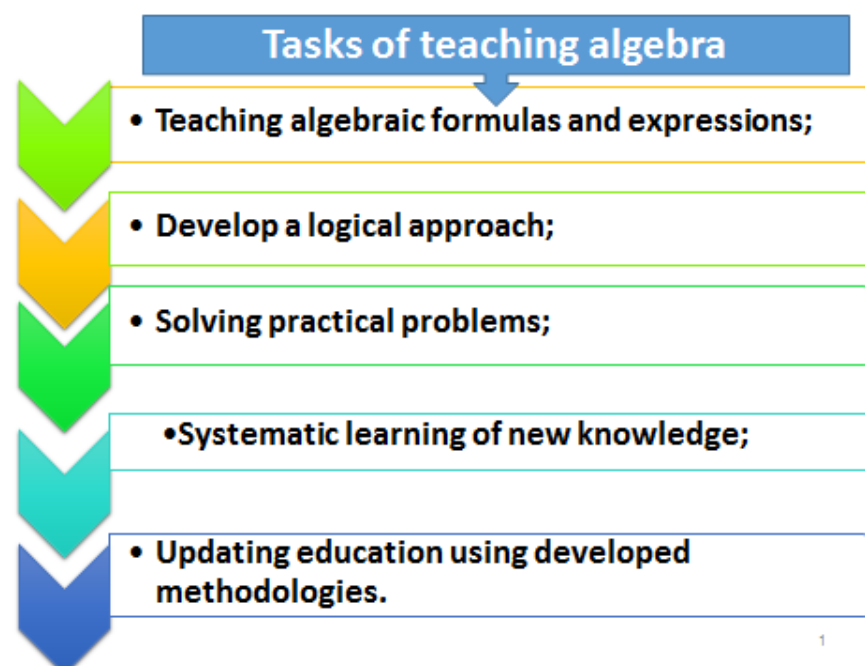 Tasks of teaching algebra
• Teaching algebraic formulas and expressions;
• Develop a logical approach;
• Solving practical problems;
•Systematic learning of new knowledge;
• Updating education using developed
methodologies.
1